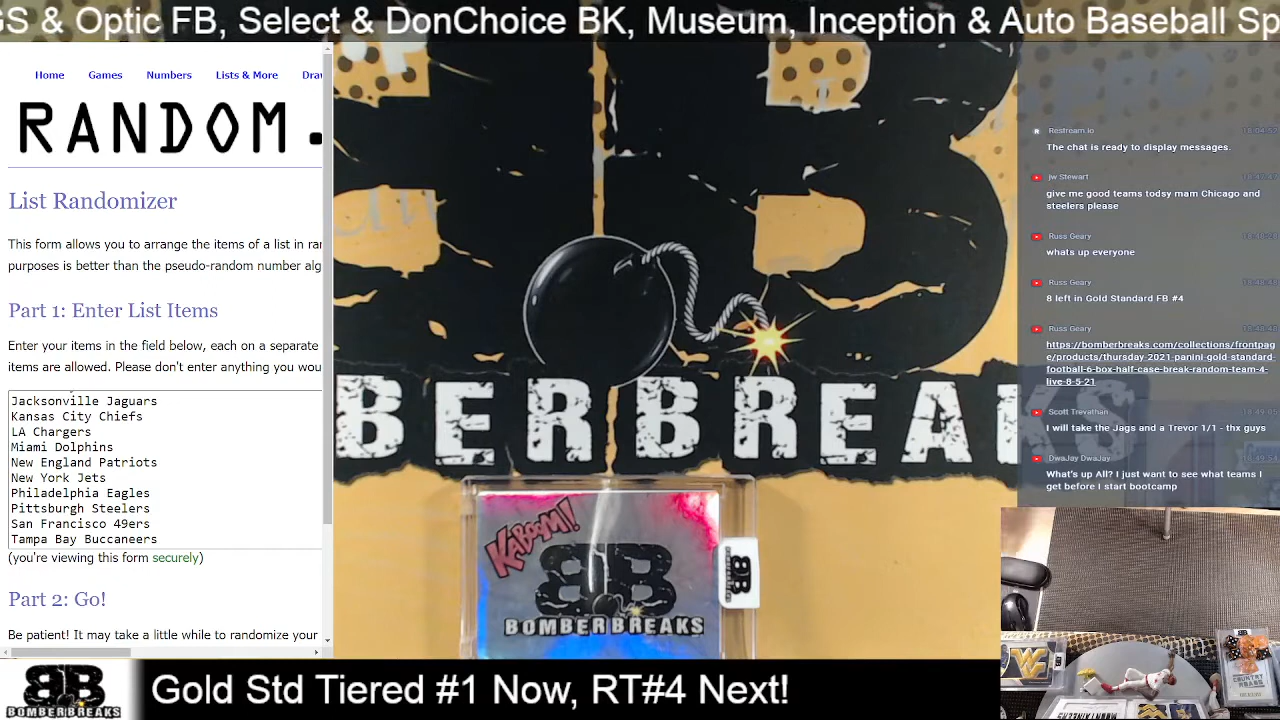 GS & Optic FB, Select & DonChoice BK, Museum, Inception & Auto Baseball Sp
Home Games Numbers Lists & More Dra
RANDOM.
List Randomizer
This form allows you to arrange the items of a list in ra
purposes is better than the pseudo-random number alg
Part 1: Enter List Items
Enter your items in the field below, each on a separate
items are allowed. Please don't enter anything you wou
Jacksonville Jaguars
Kansas City Chiefs
LA Chargers
Miami Dolphins
New England Patriots
New York Jets
Philadelphia Eagles
Pittsburgh Steelers
San Francisco 49ers
Tampa Bay Buccaneers
(you're viewing this form securely)
Part 2: Go!
Be patient! It may take a little while to randomize your
BERBREAK
KABOOM!
BB
BOMBERBREAKS
BB
Restream.io
The chat is ready to display messages.
jw Stewart
give me good teams todsy mam Chicago and
steelers please
Russ Geary
whats up everyone
Russ Geary
8 left in Gold Standard FB #4
Russ Geary
https://bomberbreaks.com/collections/frontpag
e/products/thursday-2021-panini-gold-standard-
football-6-box-half-case-break-random-team-4-
live-8-5-21
Scott Trevathan
I will take the Jags and a Trevor 1/1 - thx guys
DwaJay DwaJay
What's up All? I just want to see what teams I
get before I start bootcamp
BB
BOMBERBREAKS
Gold Std Tiered #1 Now, RT#4 Next!